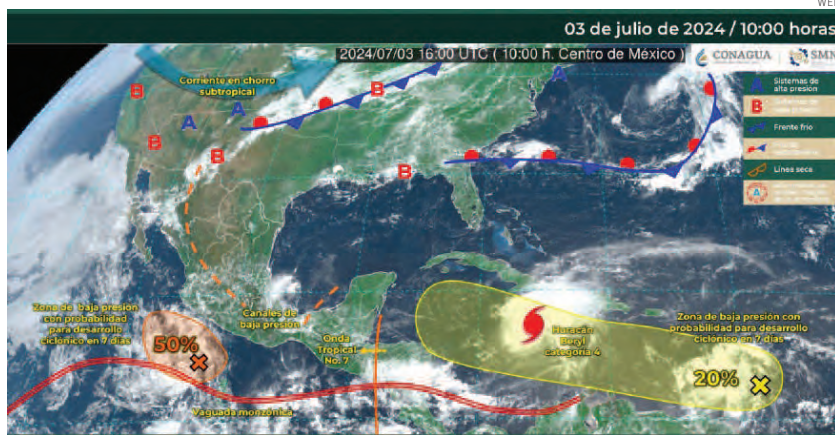 WEI
03 de julio de 2024 / 10:00 horas
2024/07/03 16:00 UTC ( 10:00 h. Centro de México )
CONAGUA
SMN
Corriente en chorro
subtropical
A
Sistemas de
alta presión
B
Frente frío
Línea seca
A
B
A
A
B
B
B
B
B
A
Zona de baja presión
con probabilidad
para desarrollo
ciclónico en 7 días
50%
Canales de
baja presión
Onda
Tropical
No. 7
Huracán
Beryl
Categoría 4
Zona de baja presión con
probabilidad para desarrollo
ciclónico en 7 días
20%
Vaguada monzónica